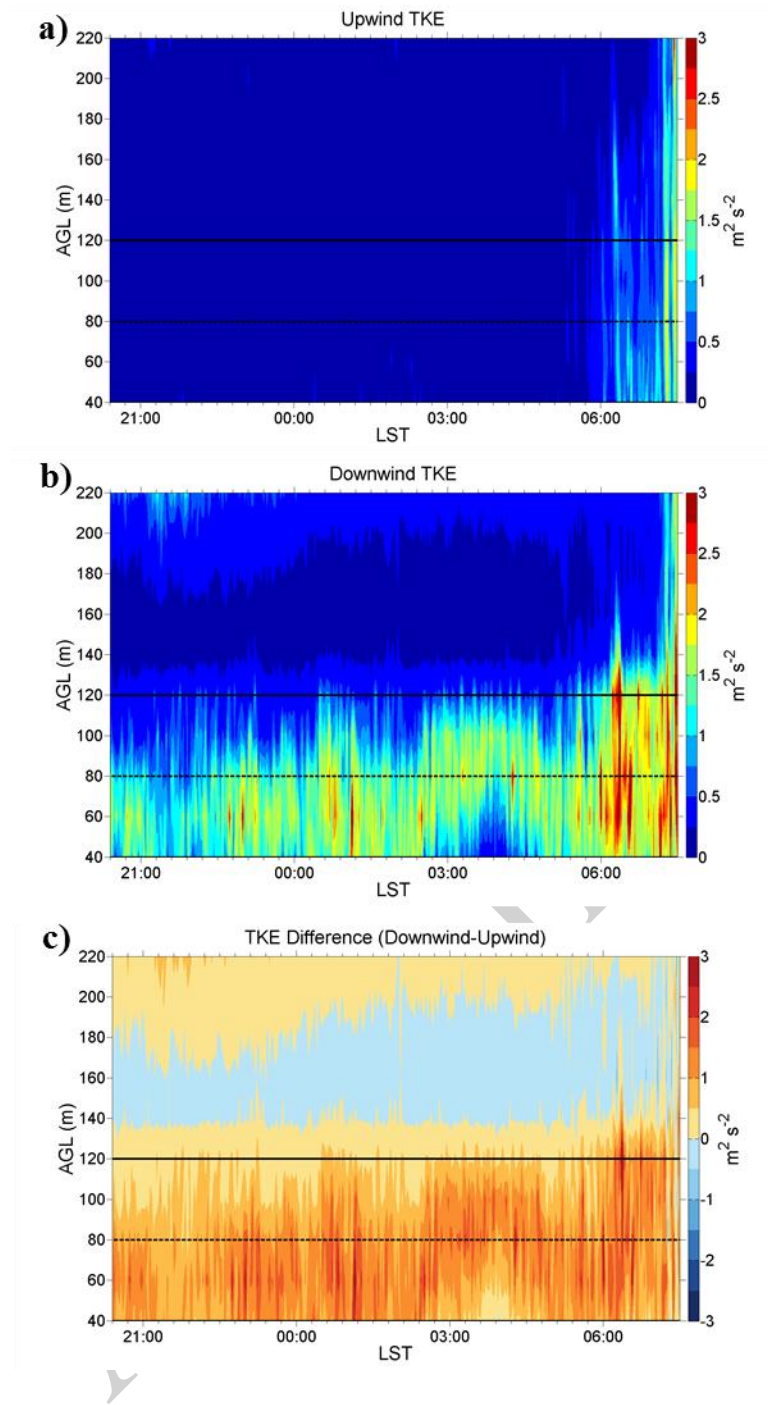 a)
Upwind TKE
220
200
180
160
140
120
100
80
60
40
AGL (m)
21:00 00:00 03:00 06:00
LST
3
2.5
2
1.5
1
0.5
0
m² s⁻²
b)
Downwind TKE
220
200
180
160
140
120
100
80
60
40
AGL (m)
21:00 00:00 03:00 06:00
LST
3
2.5
2
1.5
1
0.5
0
m² s⁻²
c)
TKE Difference (Downwind-Upwind)
220
200
180
160
140
120
100
80
60
40
AGL (m)
21:00 00:00 03:00 06:00
LST
3
2
1
0
-1
-2
-3
m² s⁻²